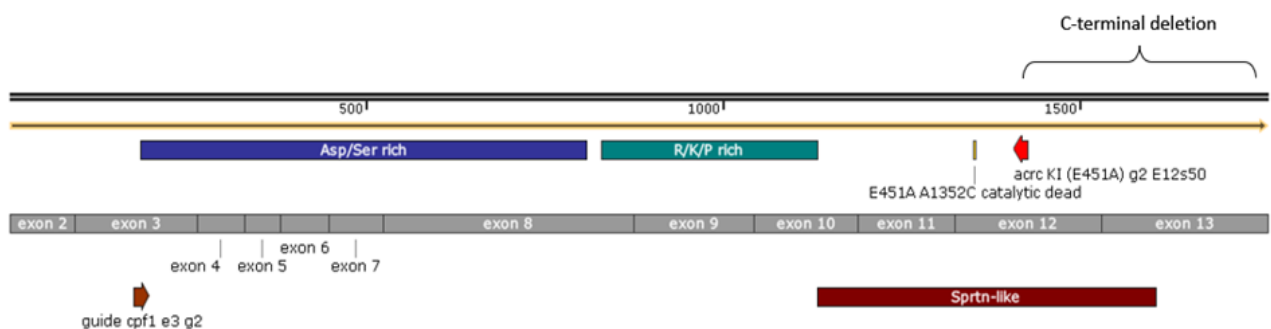 C-terminal deletion
500
1000
1500
Asp/Ser rich
R/K/P rich
acrc KI (E451A) g2 E12s50
E451A A1352C catalytic dead
exon 2
exon 3
exon 8
exon 9
exon 10
exon 11
exon 12
exon 13
exon 6
exon 4
exon 5
exon 7
Sprtn-like
guide cpf1 e3 g2